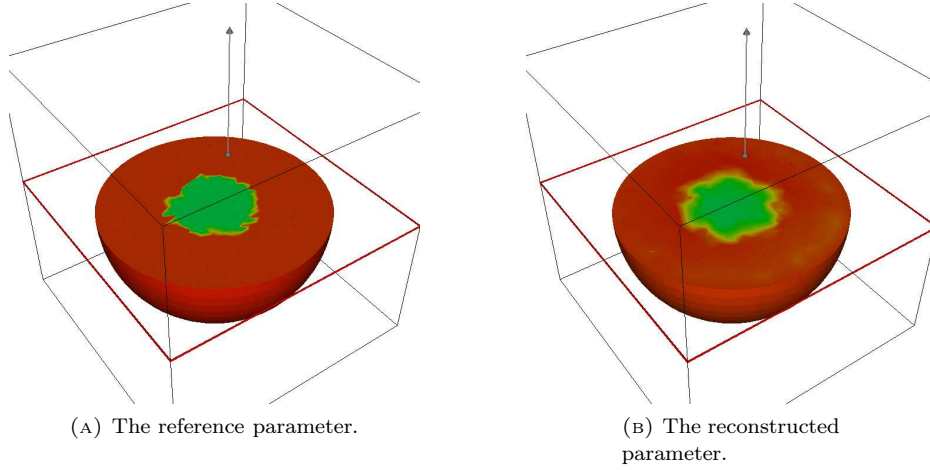 (A) The reference parameter.
(B) The reconstructed
parameter.